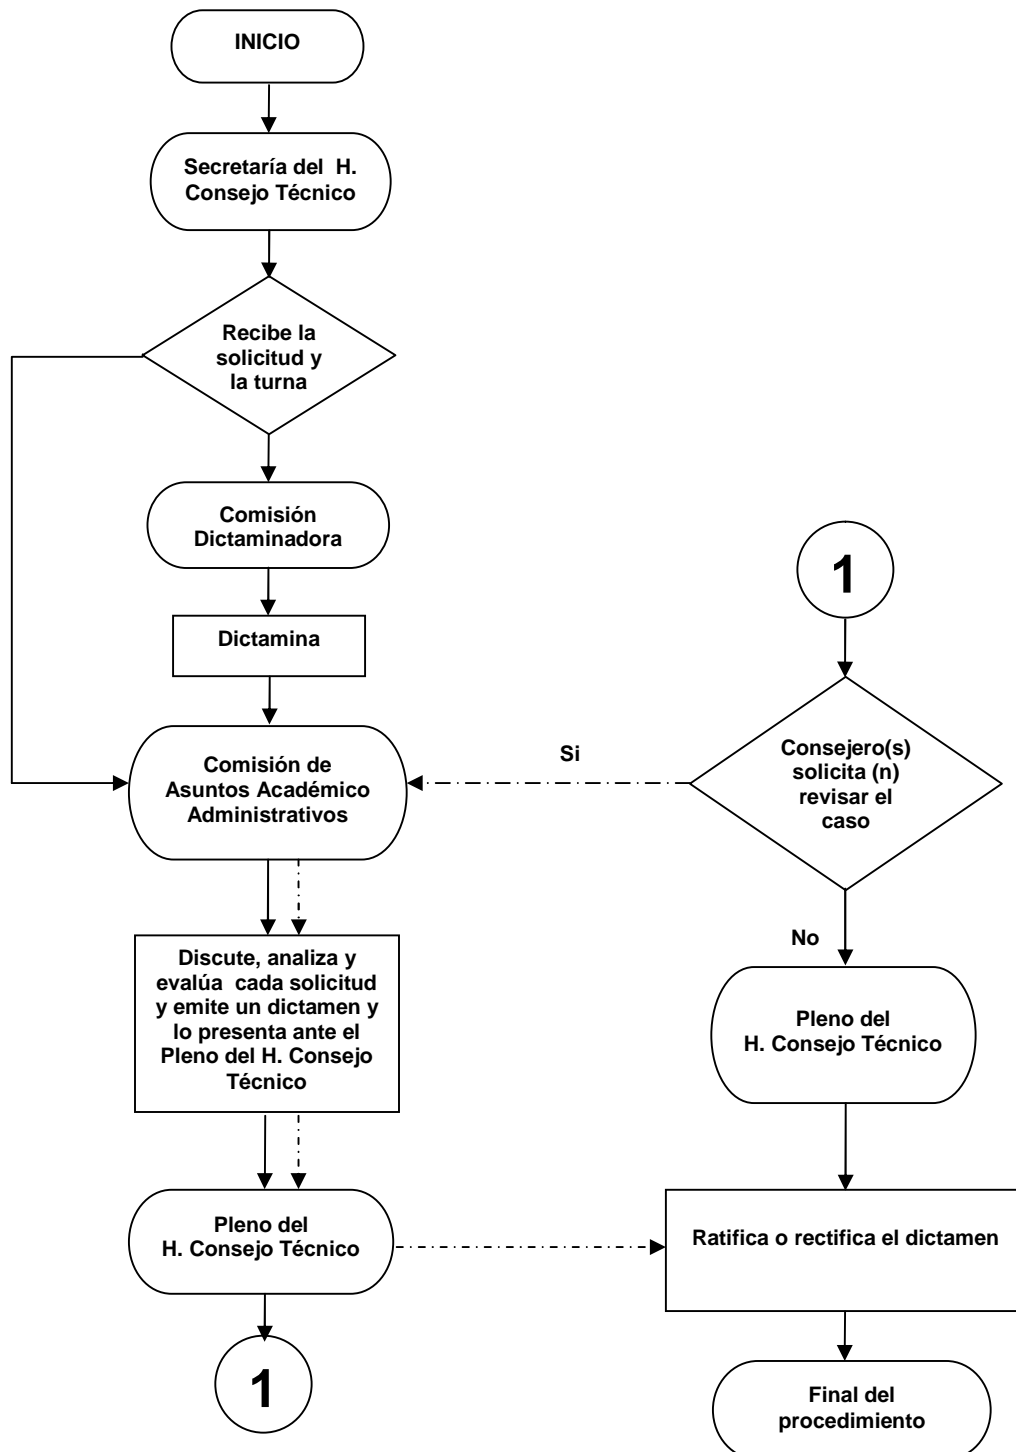 INICIO
Secretaría del H.
Consejo Técnico
Recibe la
solicitud y
la turna
Comisión
Dictaminadora
Dictamina
Comisión de
Asuntos Académico
Administrativos
Discute, analiza y
evalúa cada solicitud
y emite un dictamen y
lo presenta ante el
Pleno del H. Consejo
Técnico
Pleno del
H. Consejo Técnico
1
1
Consejero(s)
solicita (n)
revisar el
caso
Si
No
Pleno del
H. Consejo Técnico
Ratifica o rectifica el dictamen
Final del
procedimiento